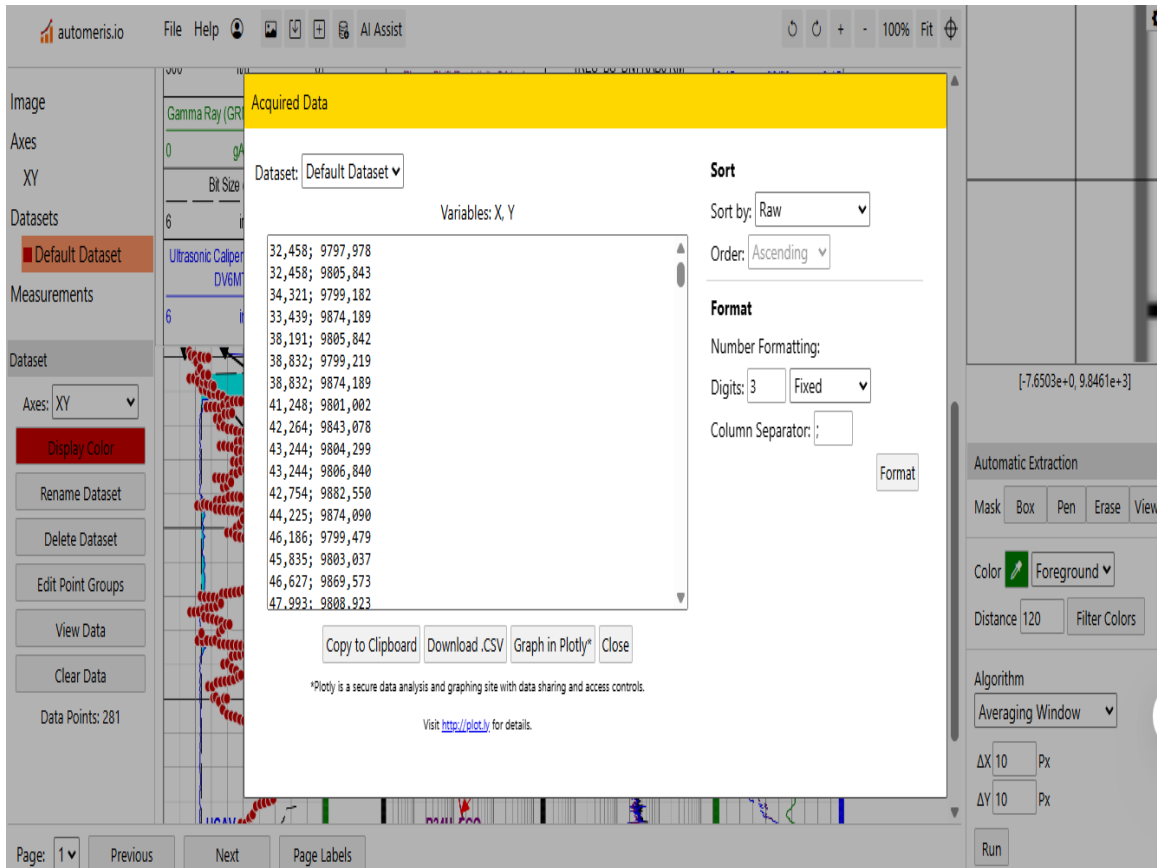 automeris.io File Help AI Assist 100% Fit
Image
Axes
XY
Datasets
Default Dataset
Measurements
Dataset
Axes: XY
Display Color
Rename Dataset
Delete Dataset
Edit Point Groups
View Data
Clear Data
Data Points: 281
Gamma Ray (GR
0 gA
Bit Size
6 in
Ultrasonic Caliper
DV6MT
6 in
Acquired Data
Dataset: Default Dataset
Variables: X, Y
32,458; 9797,978
32,458; 9805,843
34,321; 9799,182
33,439; 9874,189
38,191; 9805,842
38,832; 9799,219
38,832; 9874,189
41,248; 9801,002
42,264; 9843,078
43,244; 9804,299
43,244; 9806,840
42,754; 9882,550
44,225; 9874,090
46,186; 9799,479
45,835; 9803,037
46,627; 9869,573
47,993; 9808,923
Copy to Clipboard Download .CSV Graph in Plotly* Close
*Plotly is a secure data analysis and graphing site with data sharing and access controls.
Visit http://plot.ly for details.
Sort
Sort by: Raw
Order: Ascending
Format
Number Formatting:
Digits: 3 Fixed
Column Separator: ;
Format
[-7.6503e+0, 9.8461e+3]
Automatic Extraction
Mask Box Pen Erase View
Color Foreground
Distance 120 Filter Colors
Algorithm
Averaging Window
ΔX 10 Px
ΔY 10 Px
Run
Page: 1 Previous Next Page Labels